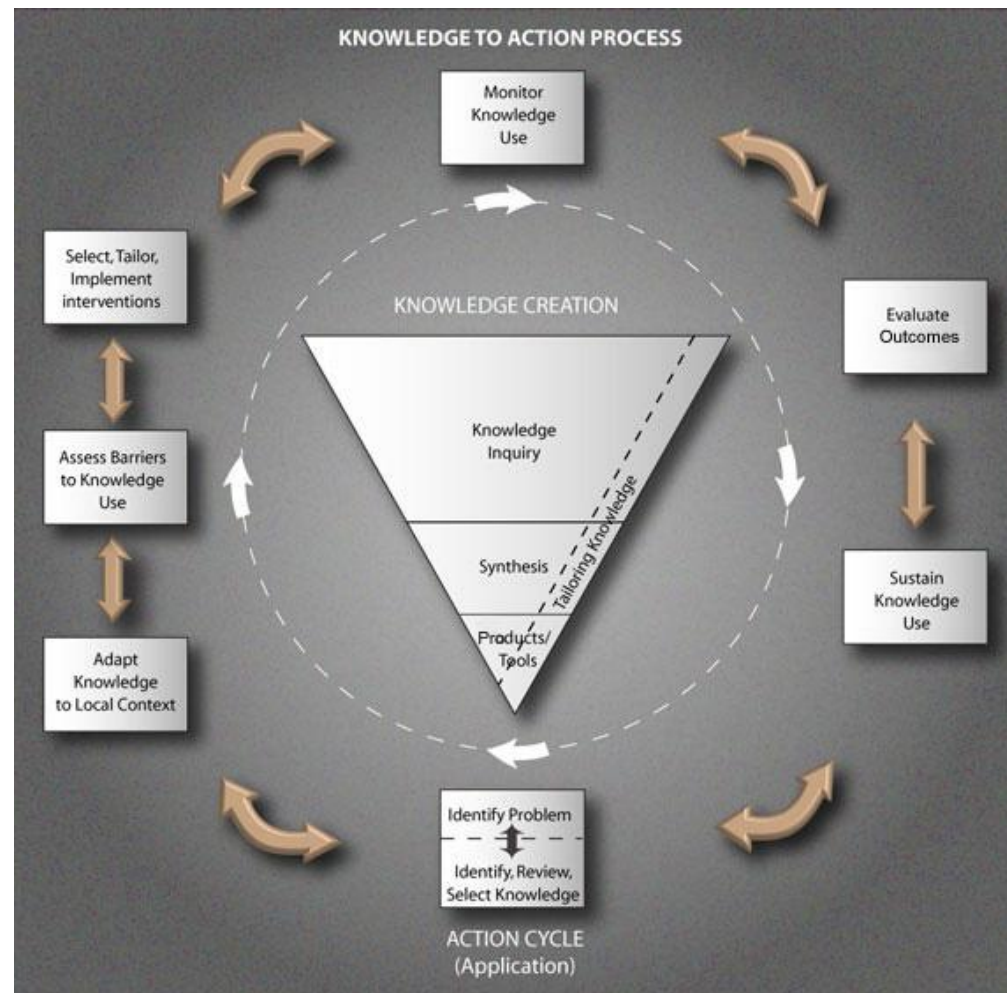 KNOWLEDGE TO ACTION PROCESS
Monitor
Knowledge
Use
Select, Tailor,
Implement
interventions
KNOWLEDGE CREATION
Evaluate
Outcomes
Knowledge
Inquiry
Assess Barriers
to Knowledge
Use
Tailoring Knowledge
Synthesis
Sustain
Knowledge
Use
Products/
Tools
Adapt
Knowledge
to Local Context
Identify Problem
Identify, Review,
Select Knowledge
ACTION CYCLE
(Application)